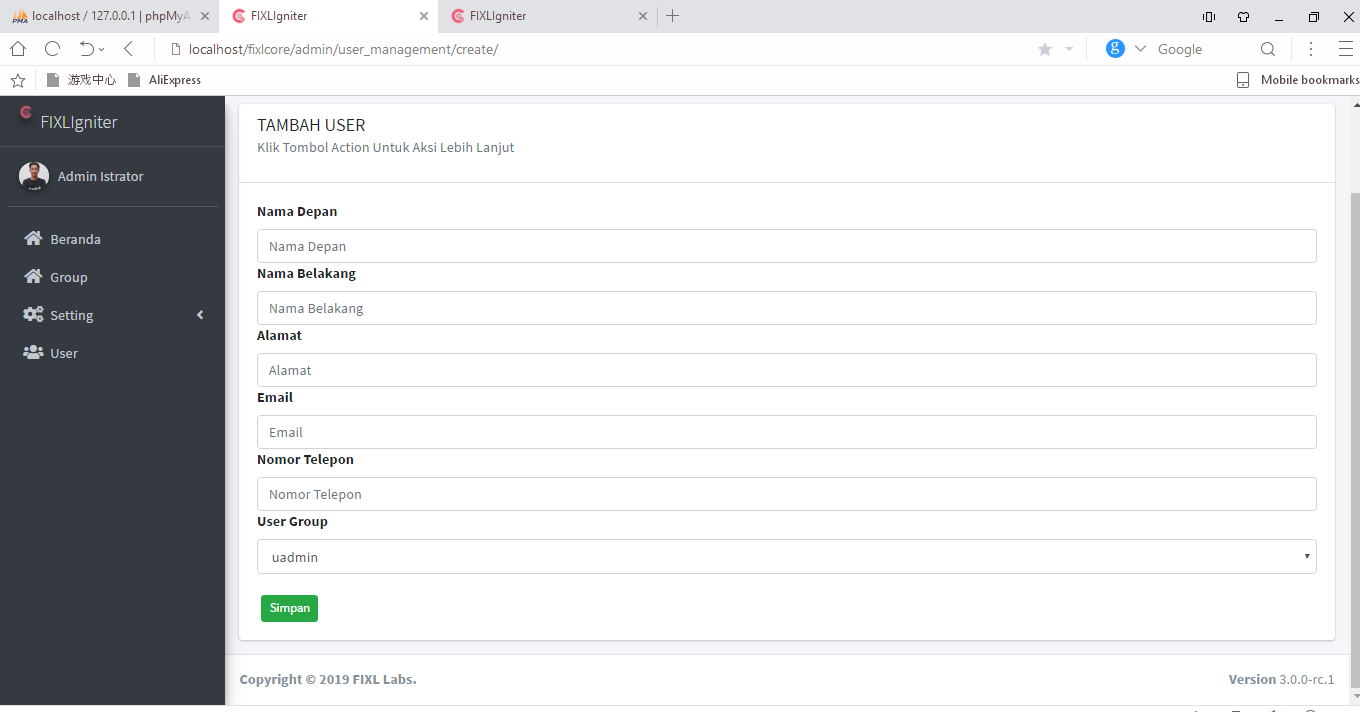 localhost / 127.0.0.1 | phpMyA
FIXLIgniter
FIXLIgniter
localhost/fixlcore/admin/user_management/create/
Google
游戏中心
AliExpress
Mobile bookmarks
FIXLIgniter
Admin Istrator
Beranda
Group
Setting
User
TAMBAH USER
Klik Tombol Action Untuk Aksi Lebih Lanjut
Nama Depan
Nama Depan
Nama Belakang
Nama Belakang
Alamat
Alamat
Email
Email
Nomor Telepon
Nomor Telepon
User Group
uadmin
Simpan
Copyright © 2019 FIXL Labs.
Version 3.0.0-rc.1